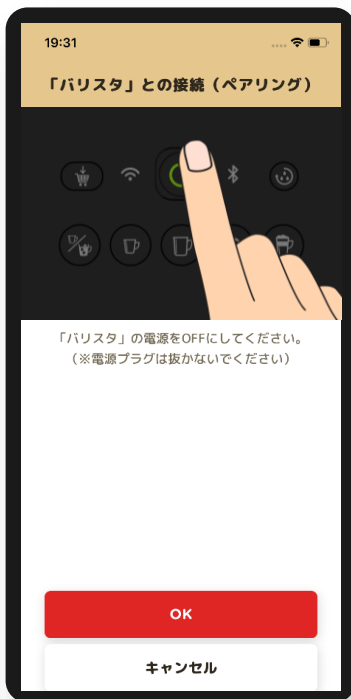 19:31
「バリスタ」との接続（ペアリング）
「バリスタ」の電源をOFFにしてください。
（※電源プラグは抜かないでください）
OK
キャンセル